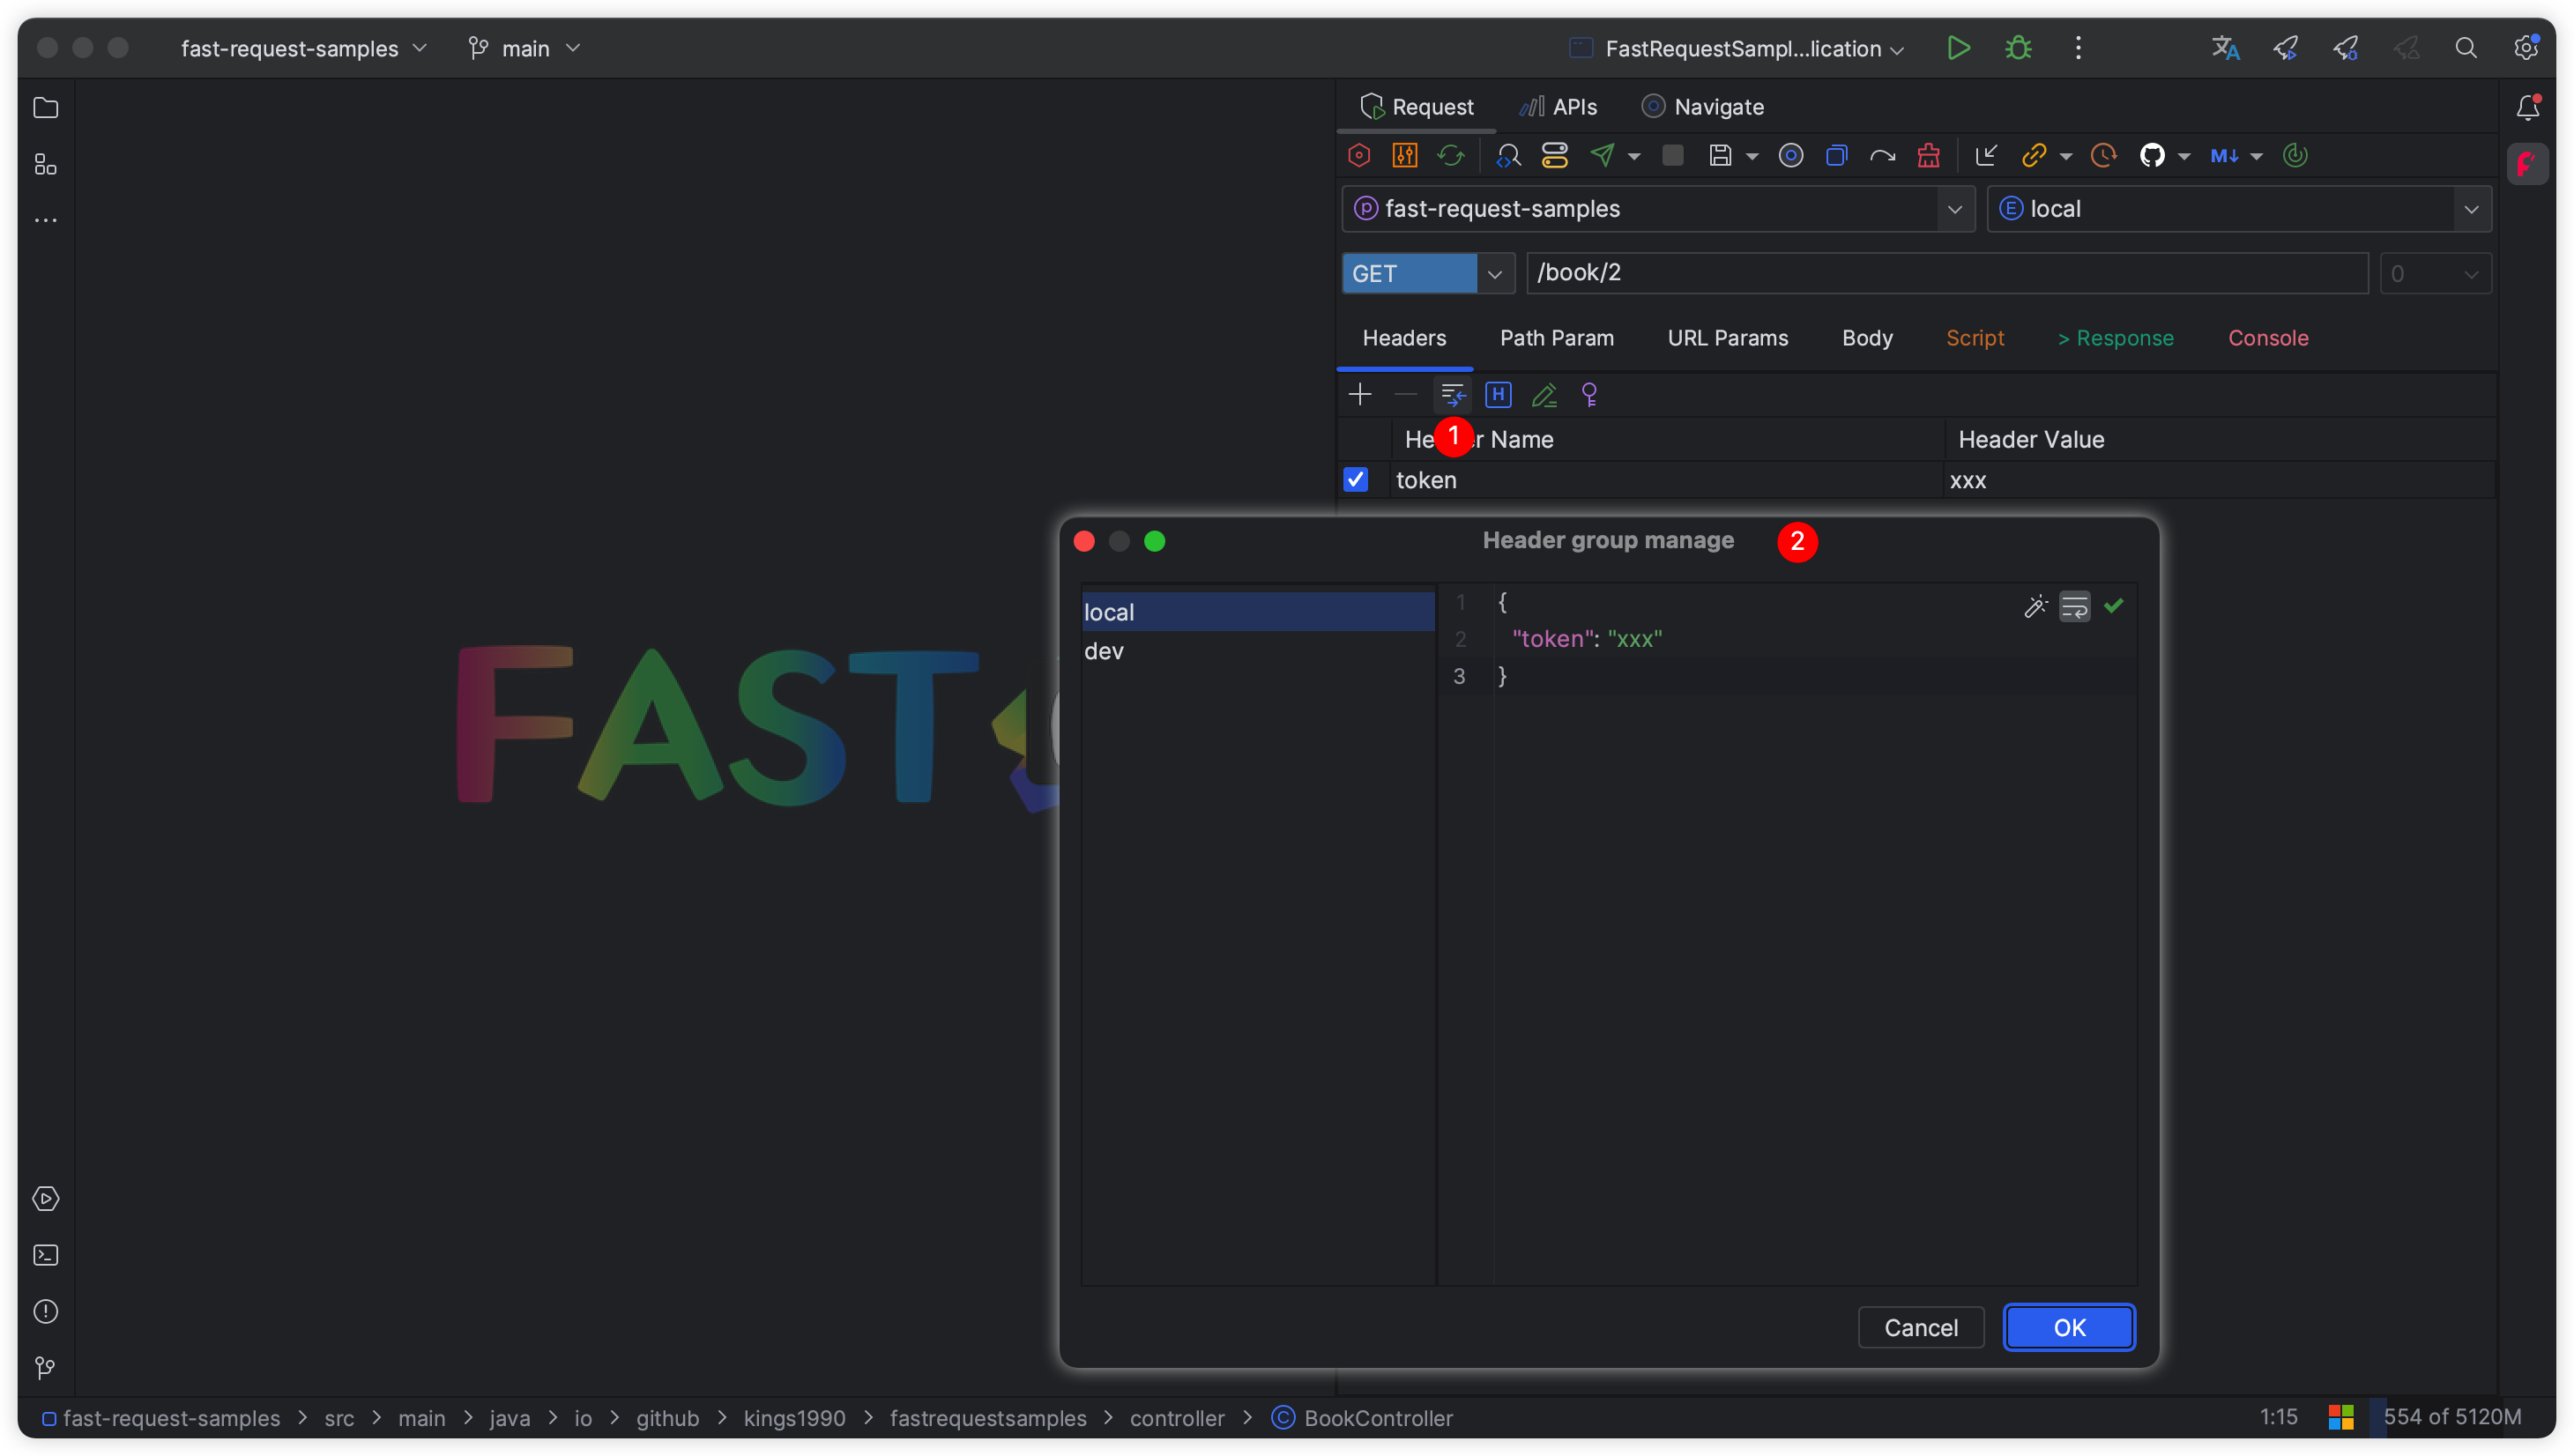 fast-request-samples
main
FastRequestSampl...lication
Request
APIs
Navigate
M↓
fast-request-samples
E local
GET
/book/2
0
Headers
Path Param
URL Params
Body
Script
> Response
Console
H
1
Header Value
token
xxx
Header group manage
2
local
dev
1 {
2 "token": "xxx"
3 }
FAST
Cancel
OK
fast-request-samples > src > main > java > io > github > kings1990 > fastrequestsamples > controller > © BookController
1:15
554 of 5120M